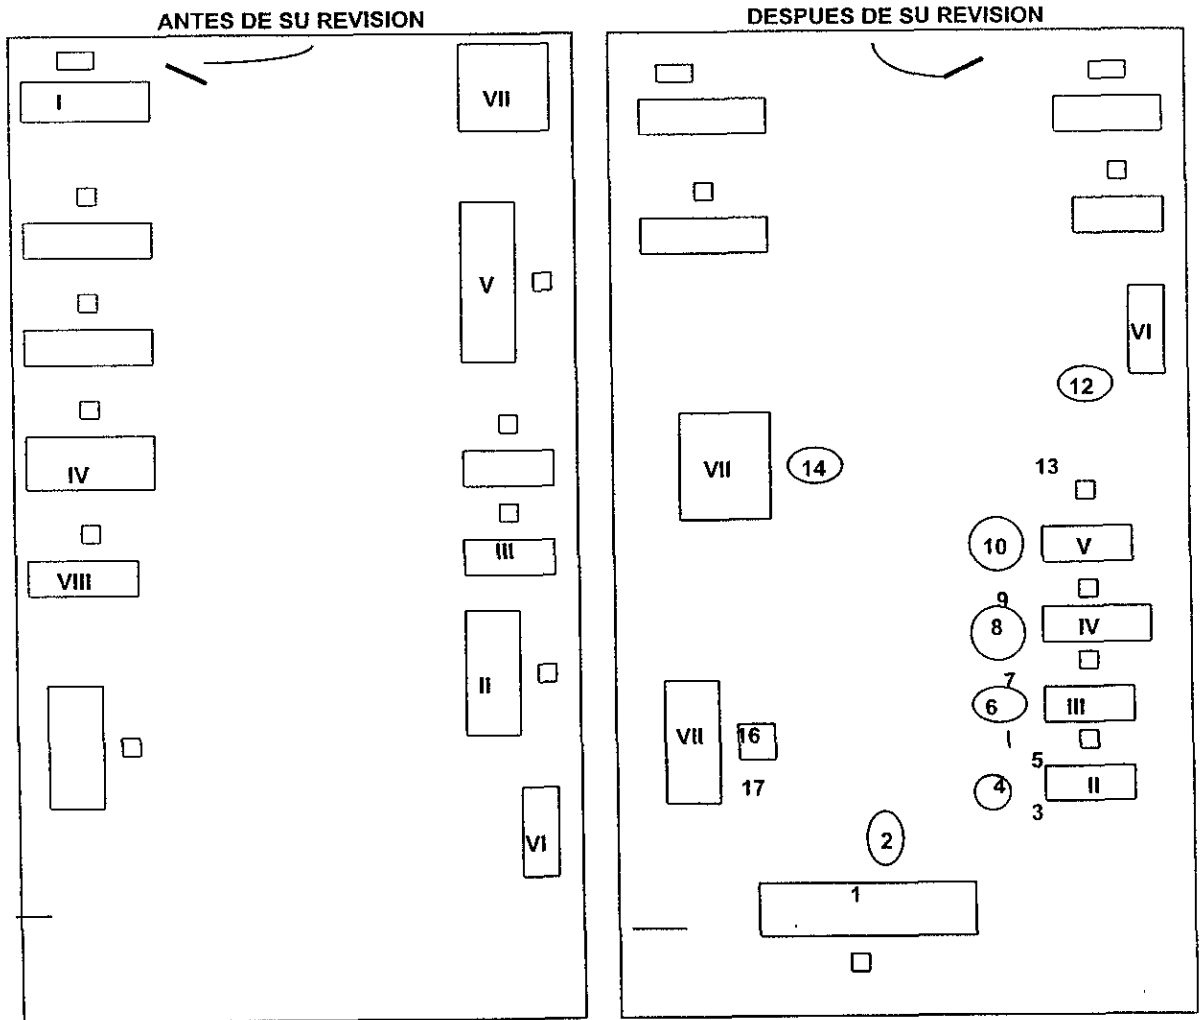 ANTES DE SU REVISION
I
VII
V
IV
III
VIII
II
VI
DESPUES DE SU REVISION
VI
12
VII
14
13
10
V
9
8
IV
7
6
III
VII
16
I
5
4
II
17
3
2
1